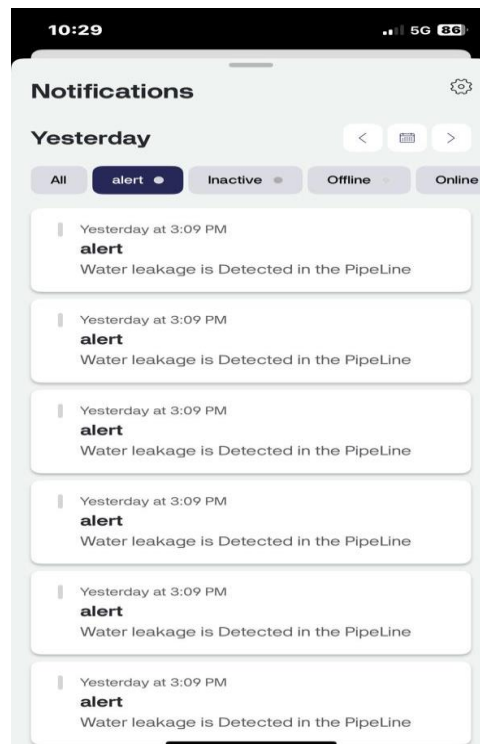 10:29
5G 86
Notifications
Yesterday
All alert Inactive Offline Online
Yesterday at 3:09 PM
alert
Water leakage is Detected in the PipeLine
Yesterday at 3:09 PM
alert
Water leakage is Detected in the PipeLine
Yesterday at 3:09 PM
alert
Water leakage is Detected in the PipeLine
Yesterday at 3:09 PM
alert
Water leakage is Detected in the PipeLine
Yesterday at 3:09 PM
alert
Water leakage is Detected in the PipeLine
Yesterday at 3:09 PM
alert
Water leakage is Detected in the PipeLine